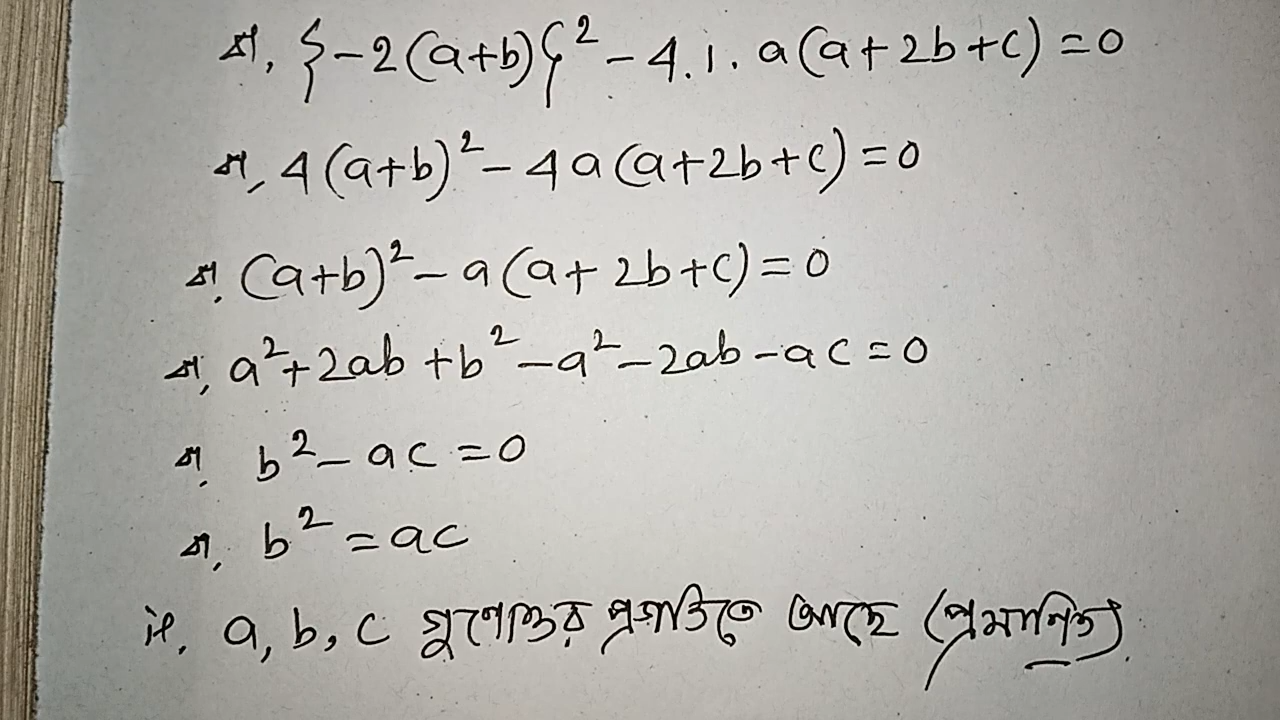 বা, {-2(a+b)}² - 4.1. a(a+2b+c) = 0
বা, 4(a+b)² - 4a(a+2b+c) = 0
বা, (a+b)² - a(a+2b+c) = 0
বা, a²+2ab+b²-a²-2ab-ac = 0
বা, b²-ac = 0
বা, b² = ac
ie, a, b, c গুণোত্তর প্রগতিতে আছে (প্রমাণিত)